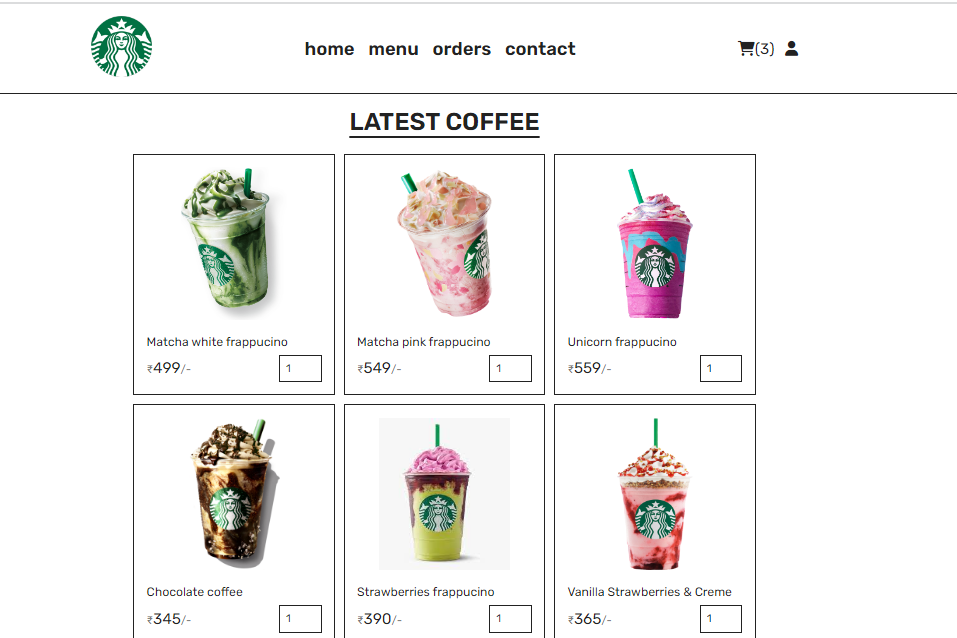 home menu orders contact (3)
LATEST COFFEE
Matcha white frappucino
₹499/- 1
Matcha pink frappucino
₹549/- 1
Unicorn frappucino
₹559/- 1
Chocolate coffee
₹345/- 1
Strawberries frappucino
₹390/- 1
Vanilla Strawberries & Creme
₹365/- 1